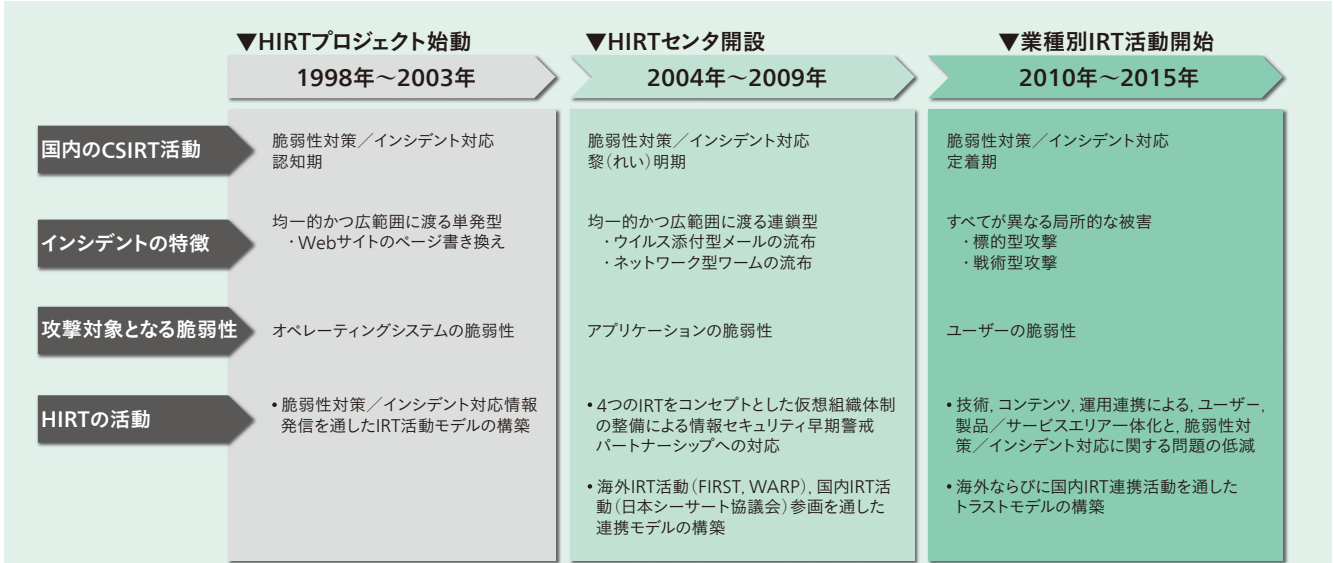 ▼HIRTプロジェクト始動
▼HIRTセンタ開設
▼業種別IRT活動開始
1998年～2003年
2004年～2009年
2010年～2015年
国内のCSIRT活動
脆弱性対策／インシデント対応
認知期
脆弱性対策／インシデント対応
黎（れい）明期
脆弱性対策／インシデント対応
定着期
インシデントの特徴
均一的かつ広範囲に渡る単発型
・Webサイトのページ書き換え
均一的かつ広範囲に渡る連鎖型
・ウイルス添付型メールの流布
・ネットワーク型ワームの流布
すべてが異なる局所的な被害
・標的型攻撃
・戦術型攻撃
攻撃対象となる脆弱性
オペレーティングシステムの脆弱性
アプリケーションの脆弱性
ユーザーの脆弱性
HIRTの活動
• 脆弱性対策／インシデント対応情報
発信を通したIRT活動モデルの構築
• 4つのIRTをコンセプトとした仮想組織体制
の整備による情報セキュリティ早期警戒
パートナーシップへの対応
• 海外IRT活動（FIRST, WARP）, 国内IRT活
動（日本シーサート協議会）参画を通した
連携モデルの構築
• 技術, コンテンツ, 運用連携による, ユーザー,
製品／サービスエリア一体化と, 脆弱性対
策／インシデント対応に関する問題の低減
• 海外ならびに国内IRT連携活動を通した
トラストモデルの構築